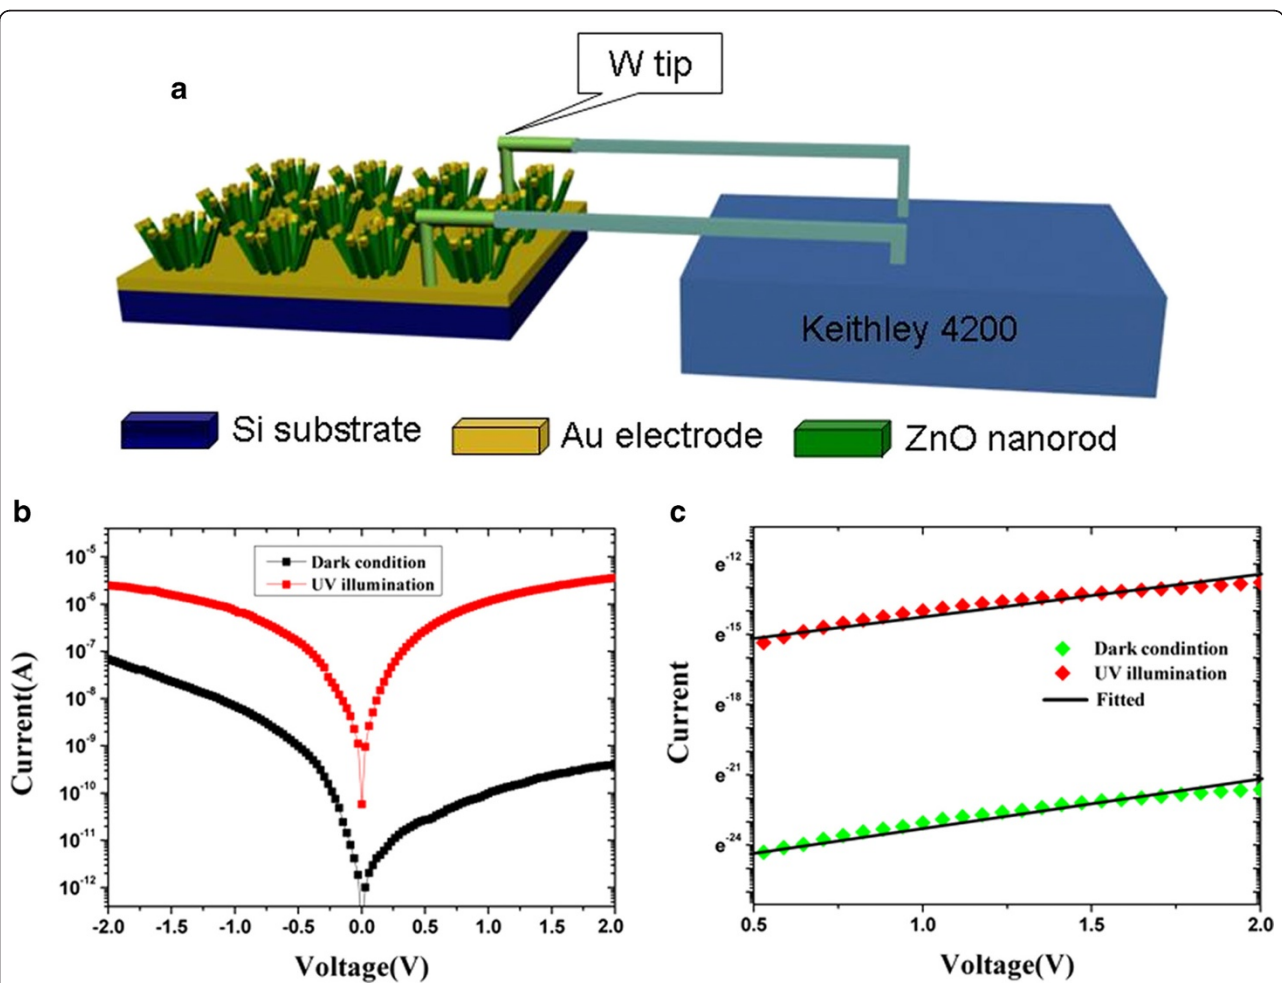 W tip
a
Keithley 4200
Si substrate
Au electrode
ZnO nanorod
b
10^-5
10^-6
10^-7
10^-8
10^-9
10^-10
10^-11
10^-12
Current(A)
Dark condition
UV illumination
-2.0 -1.5 -1.0 -0.5 0.0 0.5 1.0 1.5 2.0
Voltage(V)
c
e^-12
e^-15
e^-18
e^-21
e^-24
Current
Dark condintion
UV illumination
Fitted
0.5 1.0 1.5 2.0
Voltage(V)